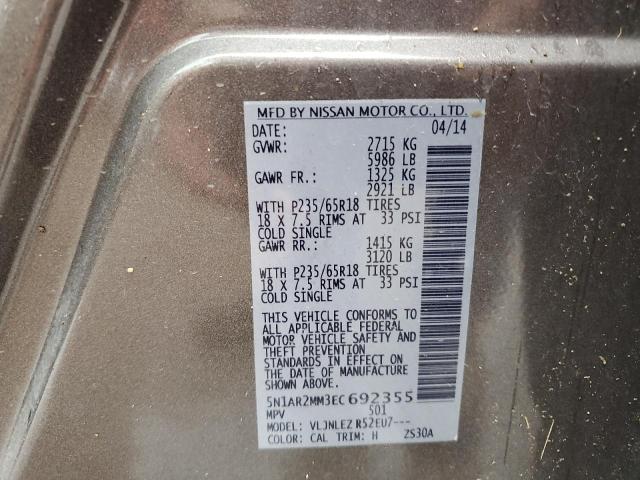 MFD BY NISSAN MOTOR CO., LTD.
DATE: 04/14
GVWR: 2715 KG
5986 LB
GAWR FR.: 1325 KG
2921 LB
WITH P235/65R18 TIRES
18 X 7.5 RIMS AT 33 PSI
COLD SINGLE
GAWR RR.: 1415 KG
3120 LB
WITH P235/65R18 TIRES
18 X 7.5 RIMS AT 33 PSI
COLD SINGLE
THIS VEHICLE CONFORMS TO
ALL APPLICABLE FEDERAL
MOTOR VEHICLE SAFETY AND
THEFT PREVENTION
STANDARDS IN EFFECT ON
THE DATE OF MANUFACTURE
SHOWN ABOVE.
5N1AR2MM3EC692355
MPV S01
MODEL: VLJNLEZ R52EU7---
COLOR: CAL TRIM: H ZS30A